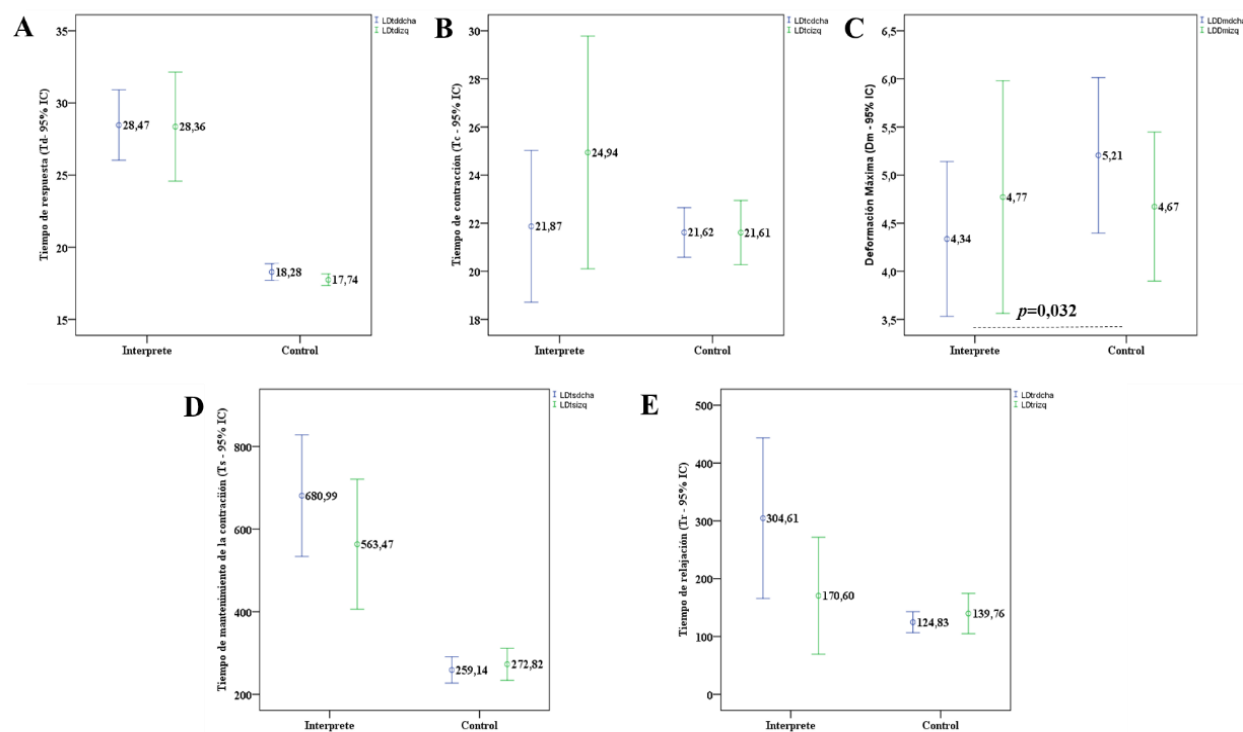 A
Tiempo de respuesta (Td- 95% IC)
35
30
25
20
15
28,47
28,36
18,28
17,74
Interprete
Control
LDtddcha
LDtdizq
B
Tiempo de contracción (Tc - 95% IC)
30
28
26
24
22
20
18
21,87
24,94
21,62
21,61
Interprete
Control
LDtcdcha
LDtcizq
C
Deformación Máxima (Dm - 95% IC)
6,5
6,0
5,5
5,0
4,5
4,0
3,5
4,34
4,77
5,21
4,67
p=0,032
Interprete
Control
LDDmdcha
LDDmizq
D
Tiempo de mantenimiento de la contraciión (Ts - 95% IC)
800
600
400
200
680,99
563,47
259,14
272,82
Interprete
Control
LDtsdcha
LDtsizq
E
Tiempo de relajación (Tr - 95% IC)
500
400
300
200
100
0
304,61
170,60
124,83
139,76
Interprete
Control
LDtrdcha
LDtrizq